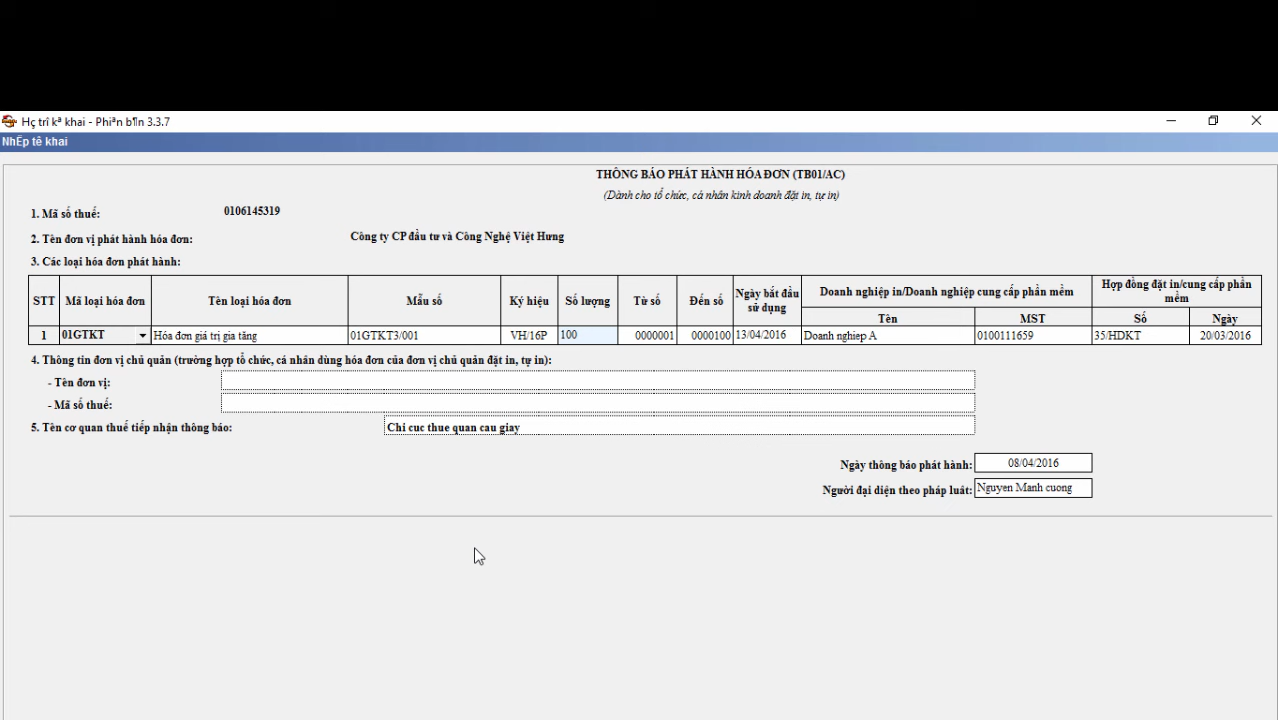 Hç trî kª khai - Phiªn b¶n 3.3.7
NhËp tê khai
THÔNG BÁO PHÁT HÀNH HÓA ĐƠN (TB01/AC)
(Dành cho tổ chức, cá nhân kinh doanh đặt in, tự in)
1. Mã số thuế: 0106145319
2. Tên đơn vị phát hành hóa đơn: Công ty CP đầu tư và Công Nghệ Việt Hưng
3. Các loại hóa đơn phát hành:
STT Mã loại hóa đơn Tên loại hóa đơn Mẫu số Ký hiệu Số lượng Từ số Đến số Ngày bắt đầu sử dụng Doanh nghiệp in/Doanh nghiệp cung cấp phần mềm Hợp đồng đặt in/cung cấp phần mềm
Tên MST Số Ngày
1 01GTKT Hóa đơn giá trị gia tăng 01GTKT3/001 VH/16P 100 0000001 0000100 13/04/2016 Doanh nghiep A 0100111659 35/HDKT 20/03/2016
4. Thông tin đơn vị chủ quản (trường hợp tổ chức, cá nhân dùng hóa đơn của đơn vị chủ quản đặt in, tự in):
- Tên đơn vị:
- Mã số thuế:
5. Tên cơ quan thuế tiếp nhận thông báo: Chi cuc thue quan cau giay
Ngày thông báo phát hành: 08/04/2016
Người đại diện theo pháp luât: Nguyen Manh cuong